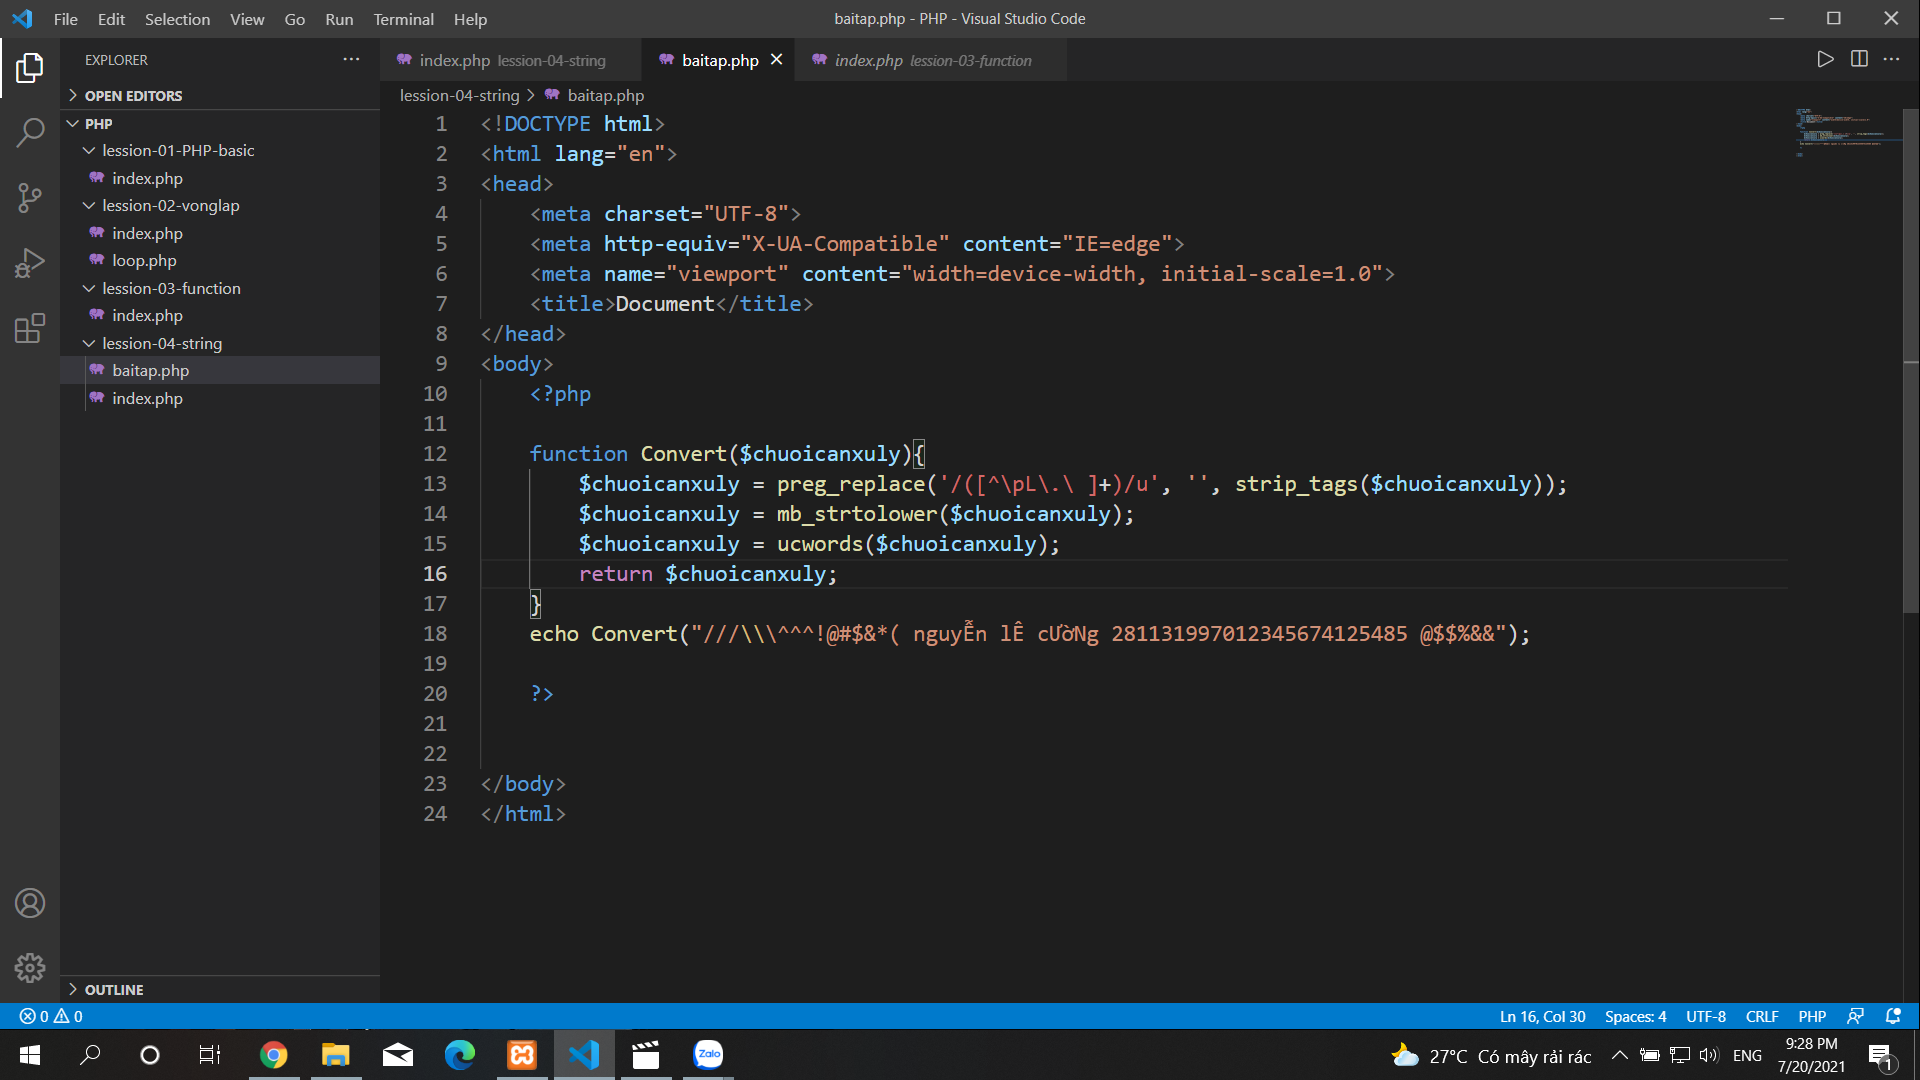 File Edit Selection View Go Run Terminal Help
baitap.php - PHP - Visual Studio Code
EXPLORER
index.php lession-04-string
baitap.php
index.php lession-03-function
OPEN EDITORS
PHP
lession-01-PHP-basic
index.php
lession-02-vonglap
index.php
loop.php
lession-03-function
index.php
lession-04-string
baitap.php
index.php
OUTLINE
lession-04-string > baitap.php
1 <!DOCTYPE html>
2 <html lang="en">
3 <head>
4 <meta charset="UTF-8">
5 <meta http-equiv="X-UA-Compatible" content="IE=edge">
6 <meta name="viewport" content="width=device-width, initial-scale=1.0">
7 <title>Document</title>
8 </head>
9 <body>
10 <?php
11
12 function Convert($chuoicanxuly){
13 $chuoicanxuly = preg_replace('/([^\pL\.\ ]+)/u', '', strip_tags($chuoicanxuly));
14 $chuoicanxuly = mb_strtolower($chuoicanxuly);
15 $chuoicanxuly = ucwords($chuoicanxuly);
16 return $chuoicanxuly;
17 }
18 echo Convert("///\\\^^^!@#$&*( nguyỄn lÊ cƯờNg 281131997012345674125485 @$$%&&");
19
20 ?>
21
22
23 </body>
24 </html>
0 0
Ln 16, Col 30 Spaces: 4 UTF-8 CRLF PHP
Zalo
27°C Có mây rải rác
ENG
9:28 PM
7/20/2021
1